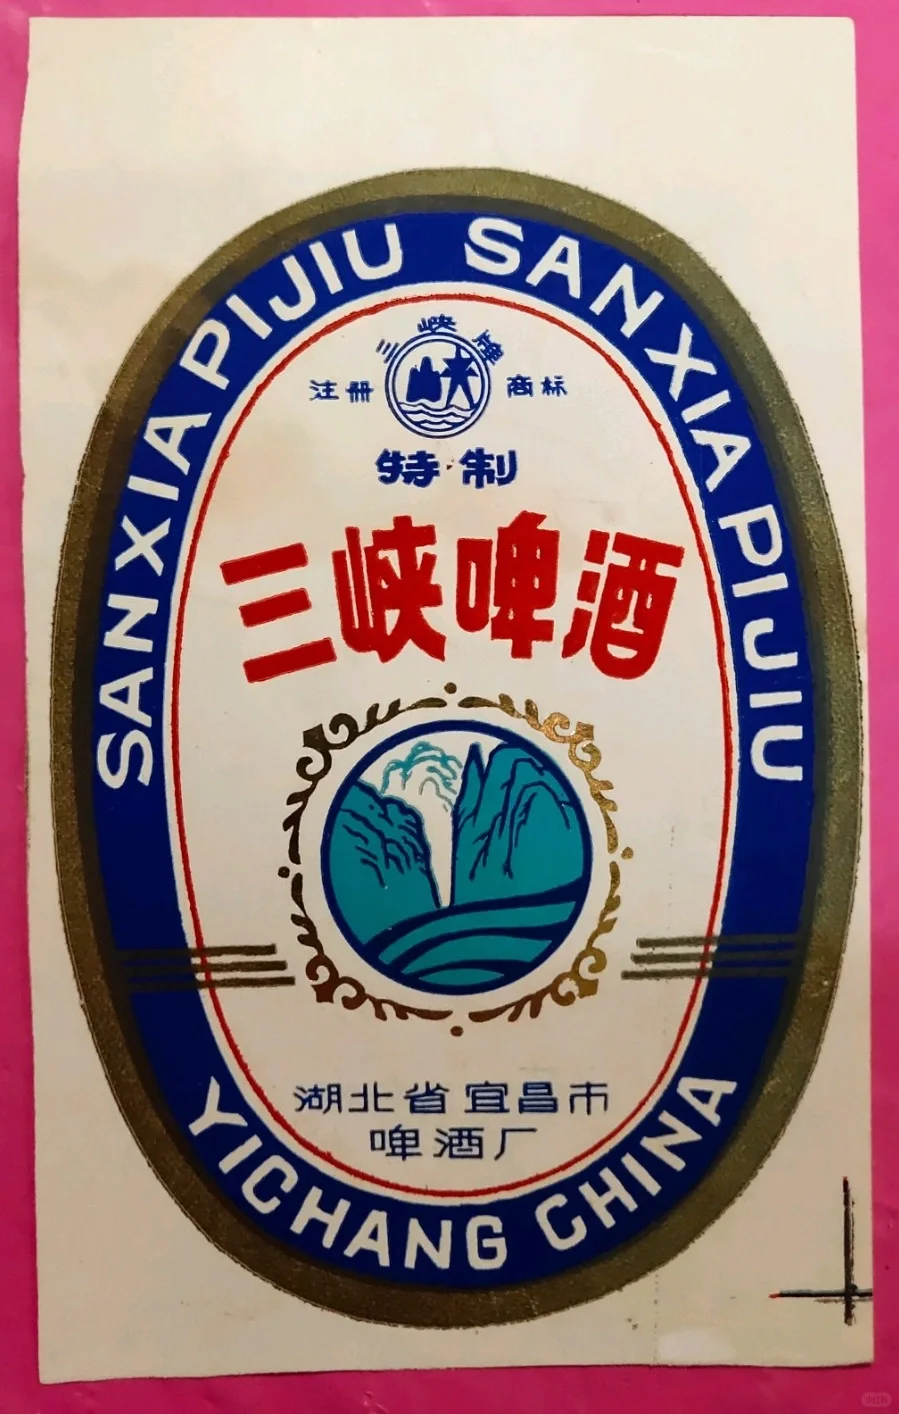 SANXIA PIJIU SANXIA PIJIU
三峡牌
注册 商标
特·制
三峡啤酒
湖北省宜昌市
啤酒厂
YICHANG CHINA